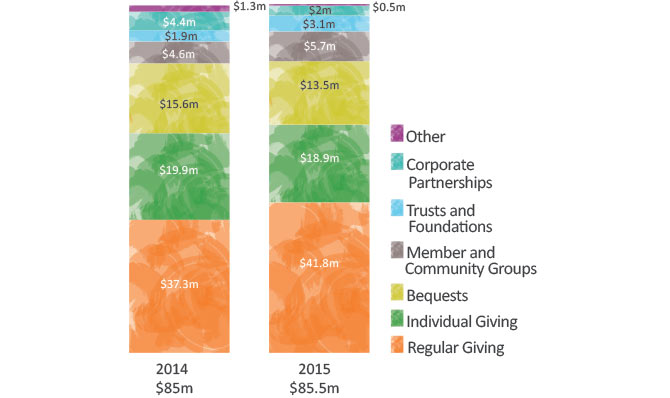 $1.3m
$4.4m
$1.9m
$4.6m
$15.6m
$19.9m
$37.3m
2014
$85m
$0.5m
$2m
$3.1m
$5.7m
$13.5m
$18.9m
$41.8m
2015
$85.5m
Other
Corporate
Partnerships
Trusts and
Foundations
Member and
Community Groups
Bequests
Individual Giving
Regular Giving